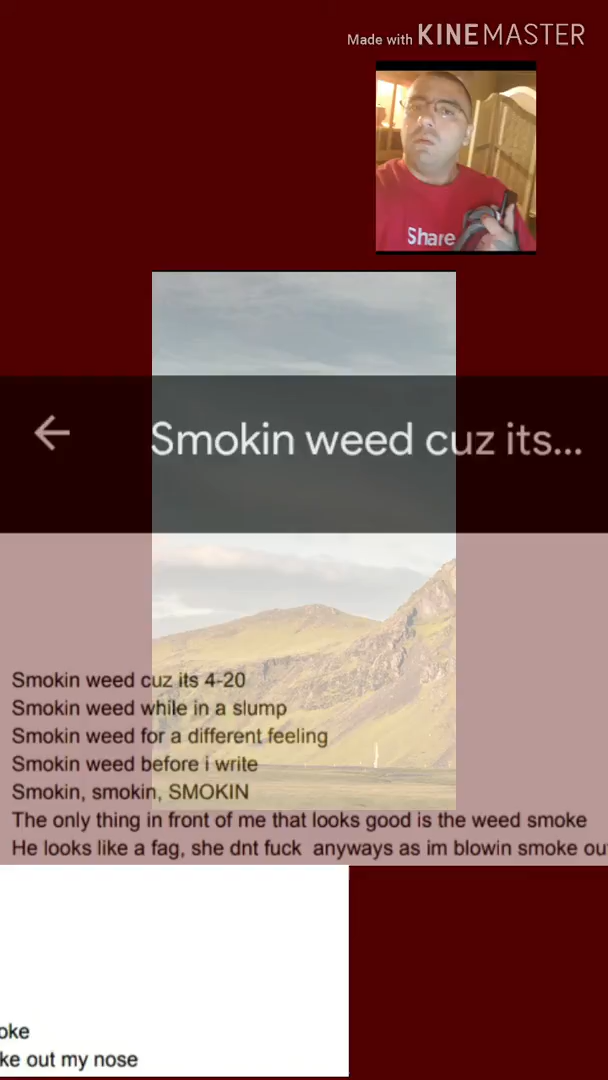 Made with KINEMASTER
Share
Smokin weed cuz its...
Smokin weed cuz its 4-20
Smokin weed while in a slump
Smokin weed for a different feeling
Smokin weed before i write
Smokin, smokin, SMOKIN
The only thing in front of me that looks good is the weed smoke
He looks like a fag, she dnt fuck anyways as im blowin smoke ou
oke
ke out my nose